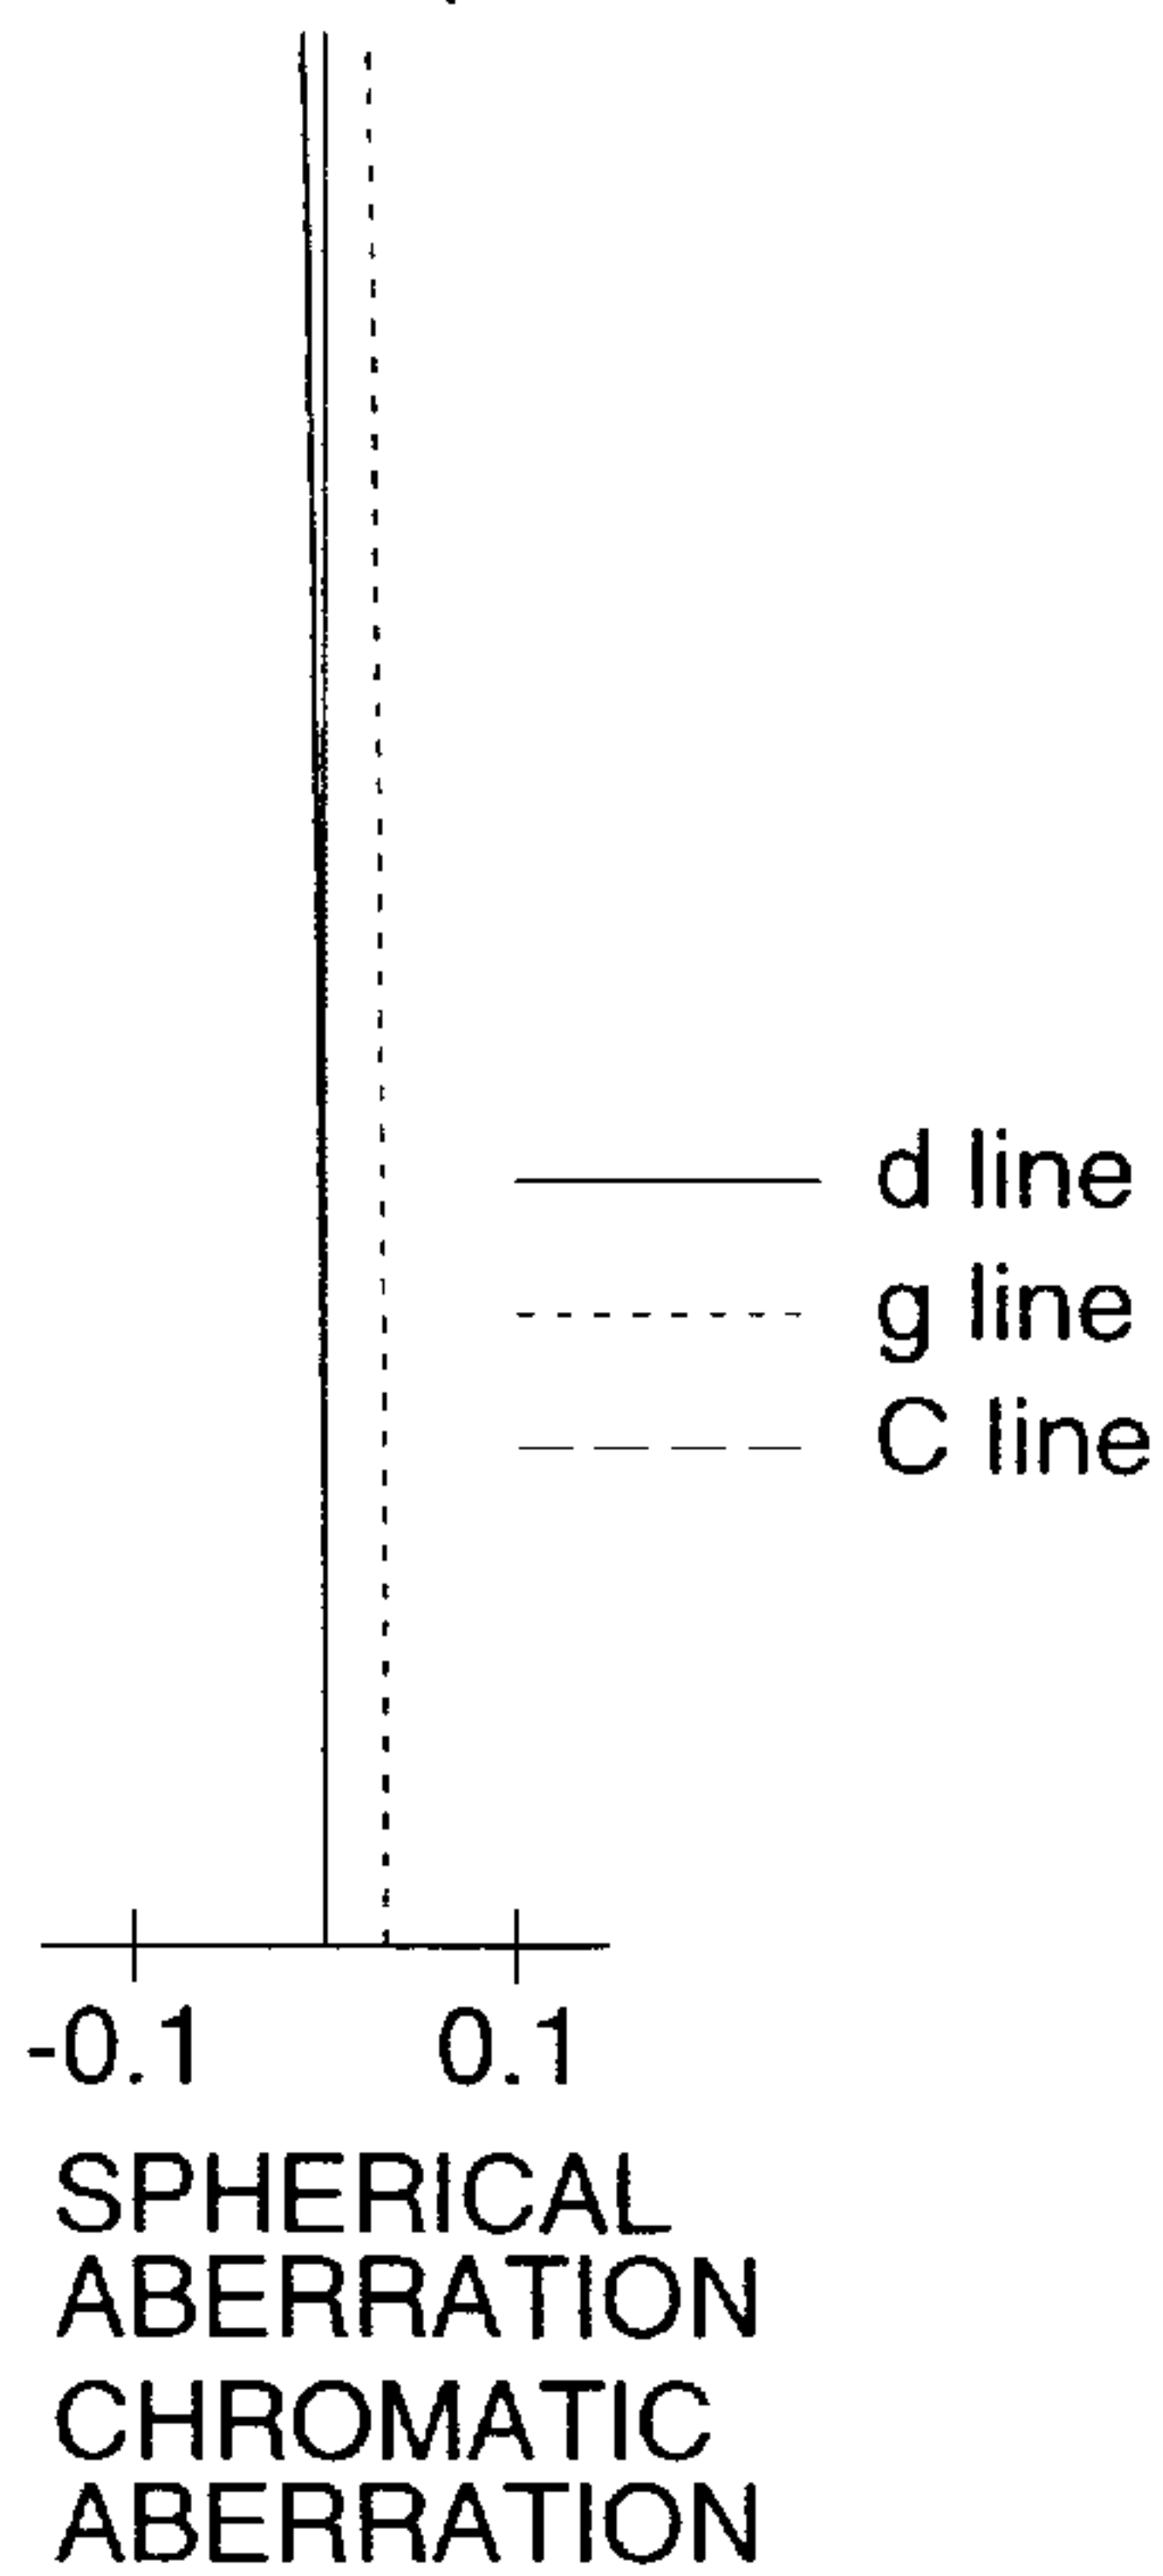 d line
g line
C line
-0.1 0.1
SPHERICAL
ABERRATION
CHROMATIC
ABERRATION